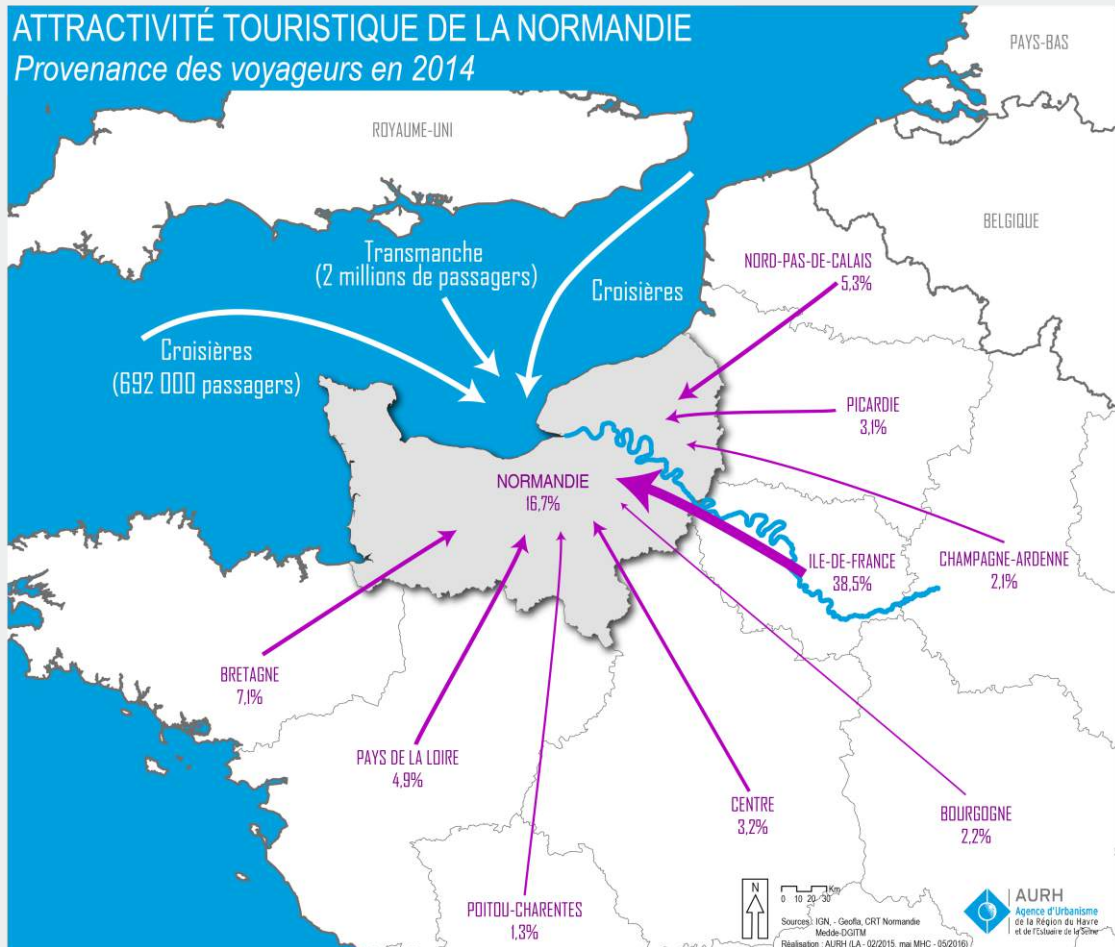 ATTRACTIVITÉ TOURISTIQUE DE LA NORMANDIE
Provenance des voyageurs en 2014
PAYS-BAS
ROYAUME-UNI
BELGIQUE
Transmanche
(2 millions de passagers)
Croisières
Croisières
(692 000 passagers)
NORD-PAS-DE-CALAIS
5,3%
PICARDIE
3,1%
NORMANDIE
16,7%
ILE-DE-FRANCE
38,5%
CHAMPAGNE-ARDENNE
2,1%
BRETAGNE
7,1%
PAYS DE LA LOIRE
4,9%
CENTRE
3,2%
BOURGOGNE
2,2%
POITOU-CHARENTES
1,3%
N
Km
0 10 20 30
Sources : IGN, - Geofla, CRT Normandie
Medde-DGITM
Réalisation : AURH (LA - 02/2015, maj MHC - 05/2016)
AURH
Agence d'Urbanisme
de la Région du Havre
et de l'Estuaire de la Seine